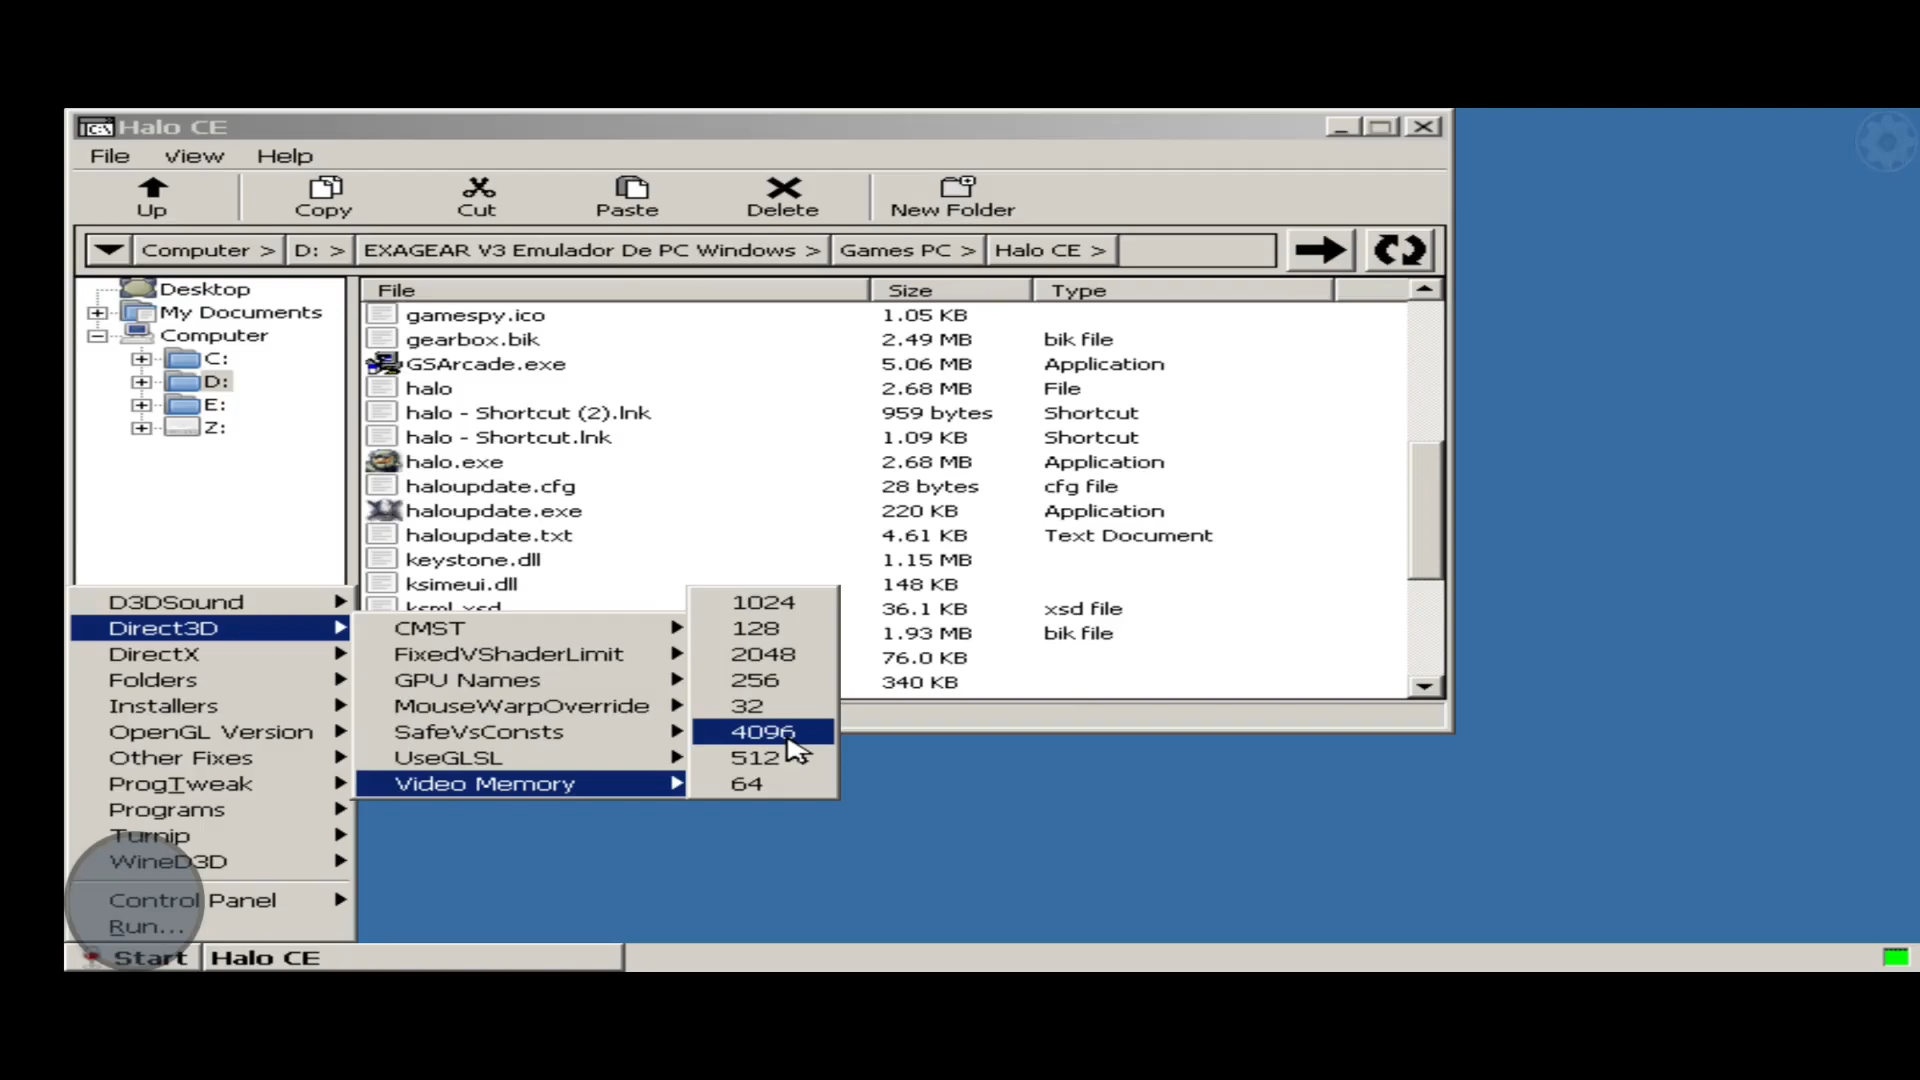 Halo CE
File View Help
Up Copy Cut Paste Delete New Folder
Computer > D: > EXAGEAR V3 Emulador De PC Windows > Games PC > Halo CE >
Desktop
My Documents
Computer
C:
D:
E:
Z:
File Size Type
gamespy.ico 1.05 KB
gearbox.bik 2.49 MB bik file
GSArcade.exe 5.06 MB Application
halo 2.68 MB File
halo - Shortcut (2).lnk 959 bytes Shortcut
halo - Shortcut.lnk 1.09 KB Shortcut
halo.exe 2.68 MB Application
haloupdate.cfg 28 bytes cfg file
haloupdate.exe 220 KB Application
haloupdate.txt 4.61 KB Text Document
keystone.dll 1.15 MB
ksimeui.dll 148 KB
ksml.xsd 36.1 KB xsd file
1.93 MB bik file
76.0 KB
340 KB
D3DSound
Direct3D
DirectX
Folders
Installers
OpenGL Version
Other Fixes
ProgTweak
Programs
Turnip
WineD3D
Control Panel
Run...
CMST
FixedVShaderLimit
GPU Names
MouseWarpOverride
SafeVsConsts
UseGLSL
Video Memory
1024
128
2048
256
32
4096
512
64
Start Halo CE